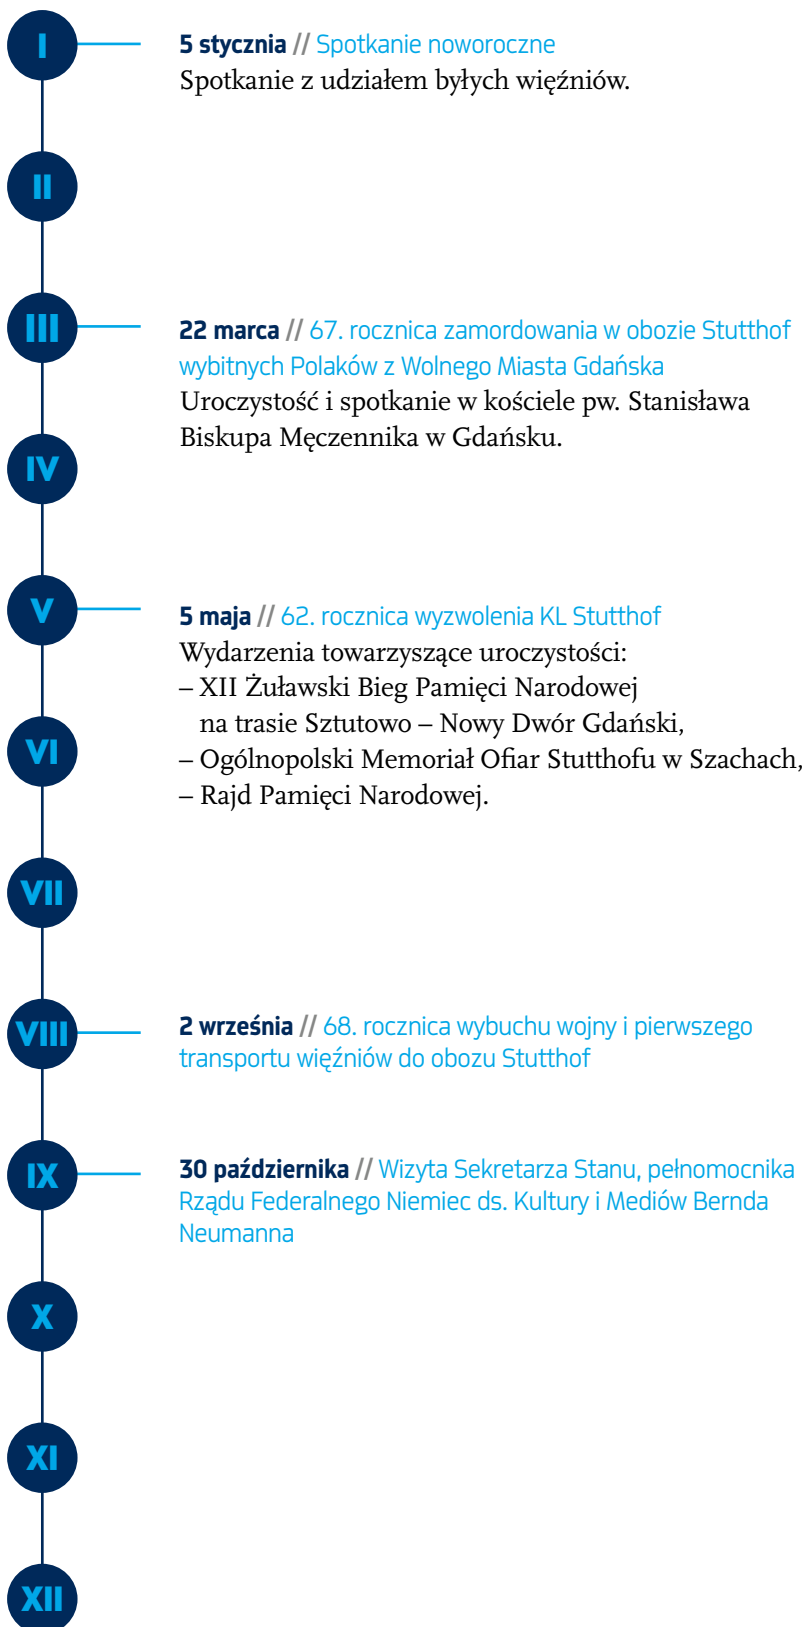 I
5 stycznia // Spotkanie noworoczne
Spotkanie z udziałem byłych więźniów.
II
III
22 marca // 67. rocznica zamordowania w obozie Stutthof
wybitnych Polaków z Wolnego Miasta Gdańska
Uroczystość i spotkanie w kościele pw. Stanisława
Biskupa Męczennika w Gdańsku.
IV
V
5 maja // 62. rocznica wyzwolenia KL Stutthof
Wydarzenia towarzyszące uroczystości:
– XII Żuławski Bieg Pamięci Narodowej
na trasie Sztutowo – Nowy Dwór Gdański,
VI
– Ogólnopolski Memoriał Ofiar Stutthofu w Szachach,
– Rajd Pamięci Narodowej.
VII
VIII
2 września // 68. rocznica wybuchu wojny i pierwszego
transportu więźniów do obozu Stutthof
IX
30 października // Wizyta Sekretarza Stanu, pełnomocnika
Rządu Federalnego Niemiec ds. Kultury i Mediów Bernda
Neumanna
X
XI
XII